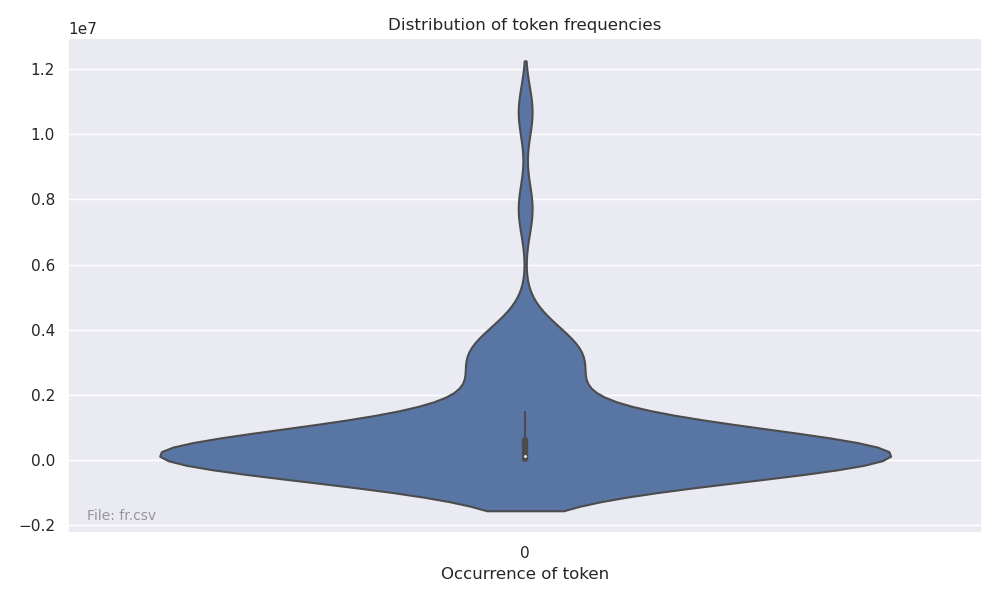 Distribution of token frequencies
1e7
1.2
1.0
0.8
0.6
0.4
0.2
0.0
−0.2
File: fr.csv
0
Occurrence of token